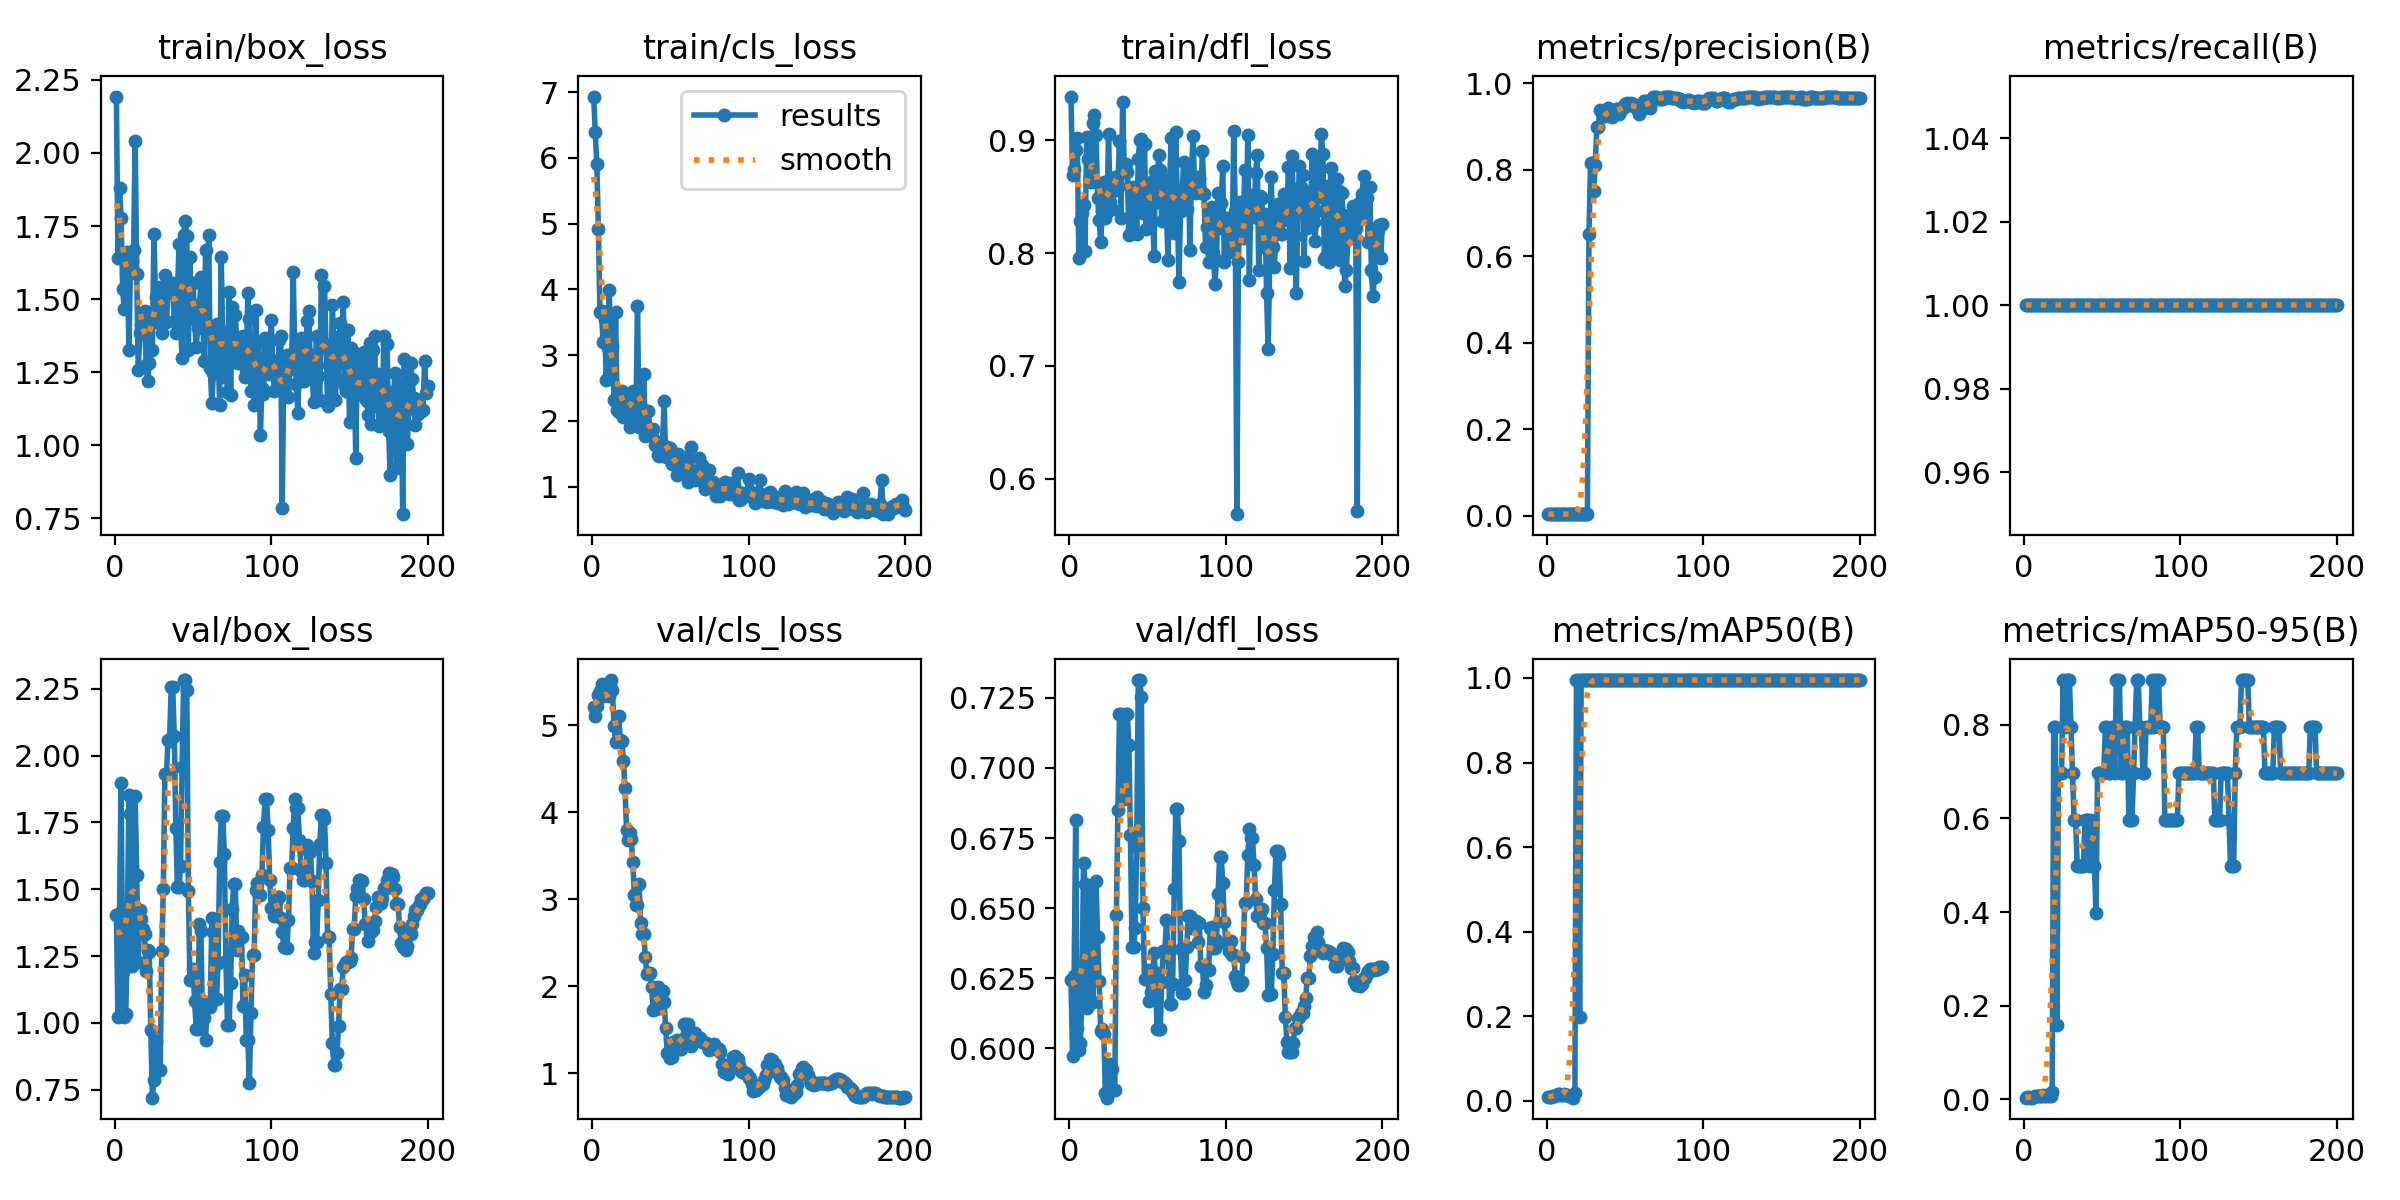 train/box_loss
2.25
2.00
1.75
1.50
1.25
1.00
0.75
0 100 200
train/cls_loss
results
smooth
7
6
5
4
3
2
1
0 100 200
train/dfl_loss
0.9
0.8
0.7
0.6
0 100 200
metrics/precision(B)
1.0
0.8
0.6
0.4
0.2
0.0
0 100 200
metrics/recall(B)
1.04
1.02
1.00
0.98
0.96
0 100 200
val/box_loss
2.25
2.00
1.75
1.50
1.25
1.00
0.75
0 100 200
val/cls_loss
5
4
3
2
1
0 100 200
val/dfl_loss
0.725
0.700
0.675
0.650
0.625
0.600
0 100 200
metrics/mAP50(B)
1.0
0.8
0.6
0.4
0.2
0.0
0 100 200
metrics/mAP50-95(B)
0.8
0.6
0.4
0.2
0.0
0 100 200